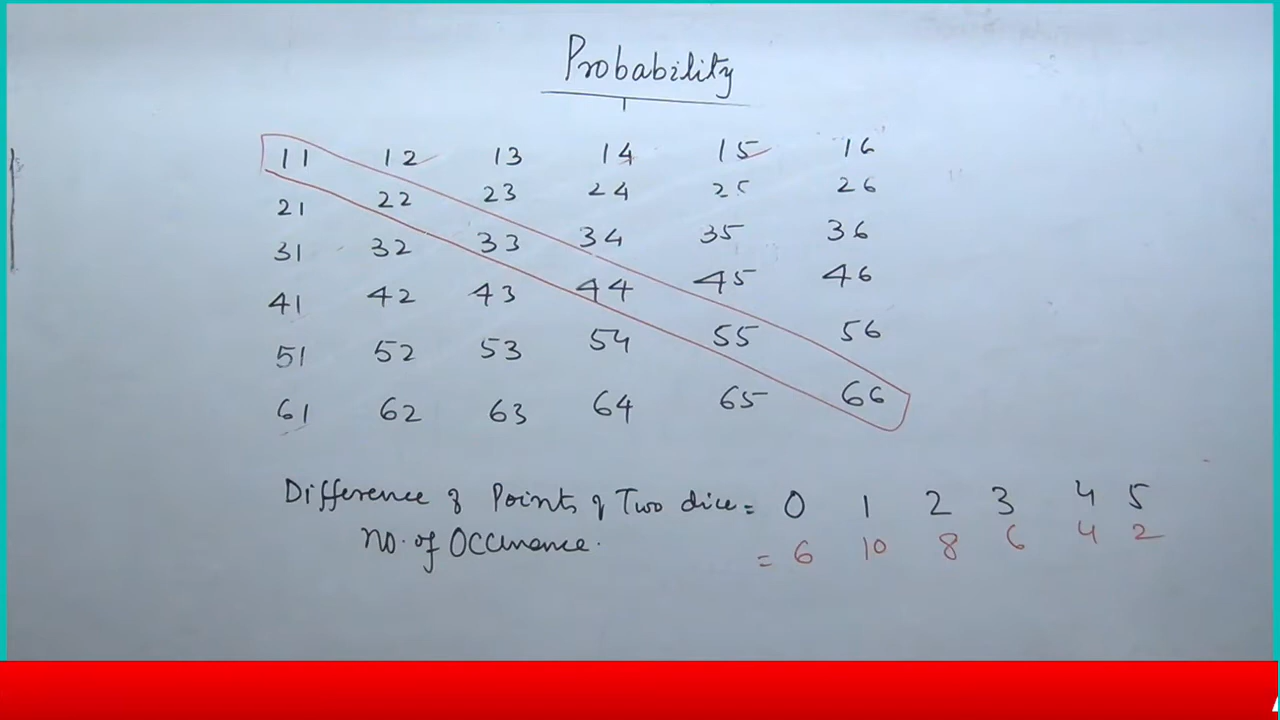 Probability
11 12 13 14 15 16
21 22 23 24 25 26
31 32 33 34 35 36
41 42 43 44 45 46
51 52 53 54 55 56
61 62 63 64 65 66
Difference of Points of Two dice = 0 1 2 3 4 5
No. of Occurance. = 6 10 8 6 4 2